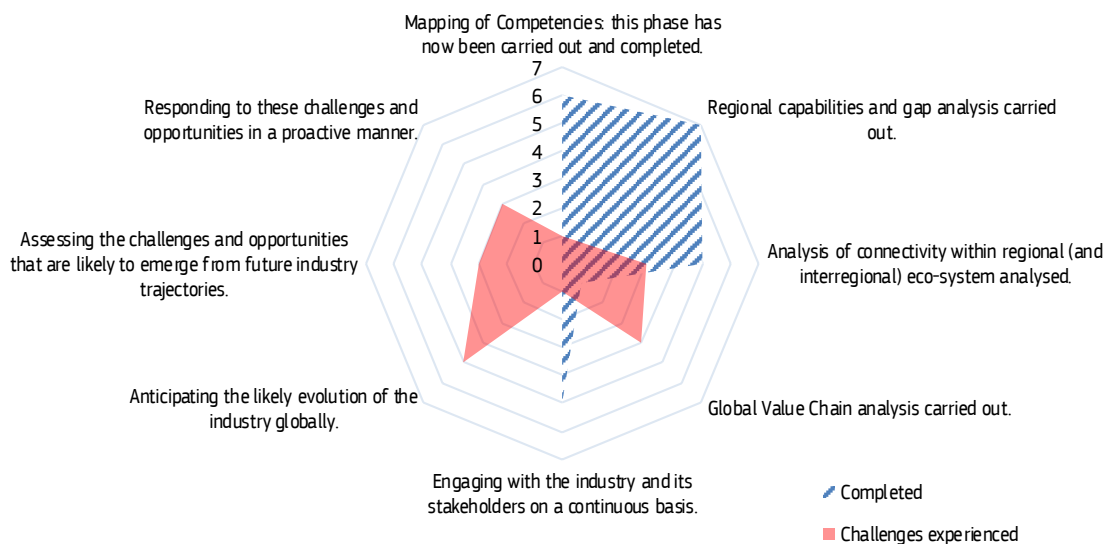 Mapping of Competencies: this phase has
now been carried out and completed.
7
6
5
4
3
2
1
0
Regional capabilities and gap analysis carried
out.
Analysis of connectivity within regional (and
interregional) eco-system analysed.
Global Value Chain analysis carried out.
Engaging with the industry and its
stakeholders on a continuous basis.
Anticipating the likely evolution of the
industry globally.
Assessing the challenges and opportunities
that are likely to emerge from future industry
trajectories.
Responding to these challenges and
opportunities in a proactive manner.
Completed
Challenges experienced